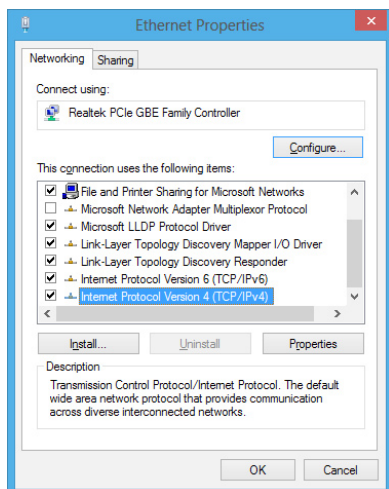 Ethernet Properties
Networking
Sharing
Connect using:
Realtek PCIe GBE Family Controller
Configure...
This connection uses the following items:
File and Printer Sharing for Microsoft Networks
Microsoft Network Adapter Multiplexor Protocol
Microsoft LLDP Protocol Driver
Link-Layer Topology Discovery Mapper I/O Driver
Link-Layer Topology Discovery Responder
Internet Protocol Version 6 (TCP/IPv6)
Internet Protocol Version 4 (TCP/IPv4)
Install...
Uninstall
Properties
Description
Transmission Control Protocol/Internet Protocol. The default
wide area network protocol that provides communication
across diverse interconnected networks.
OK
Cancel